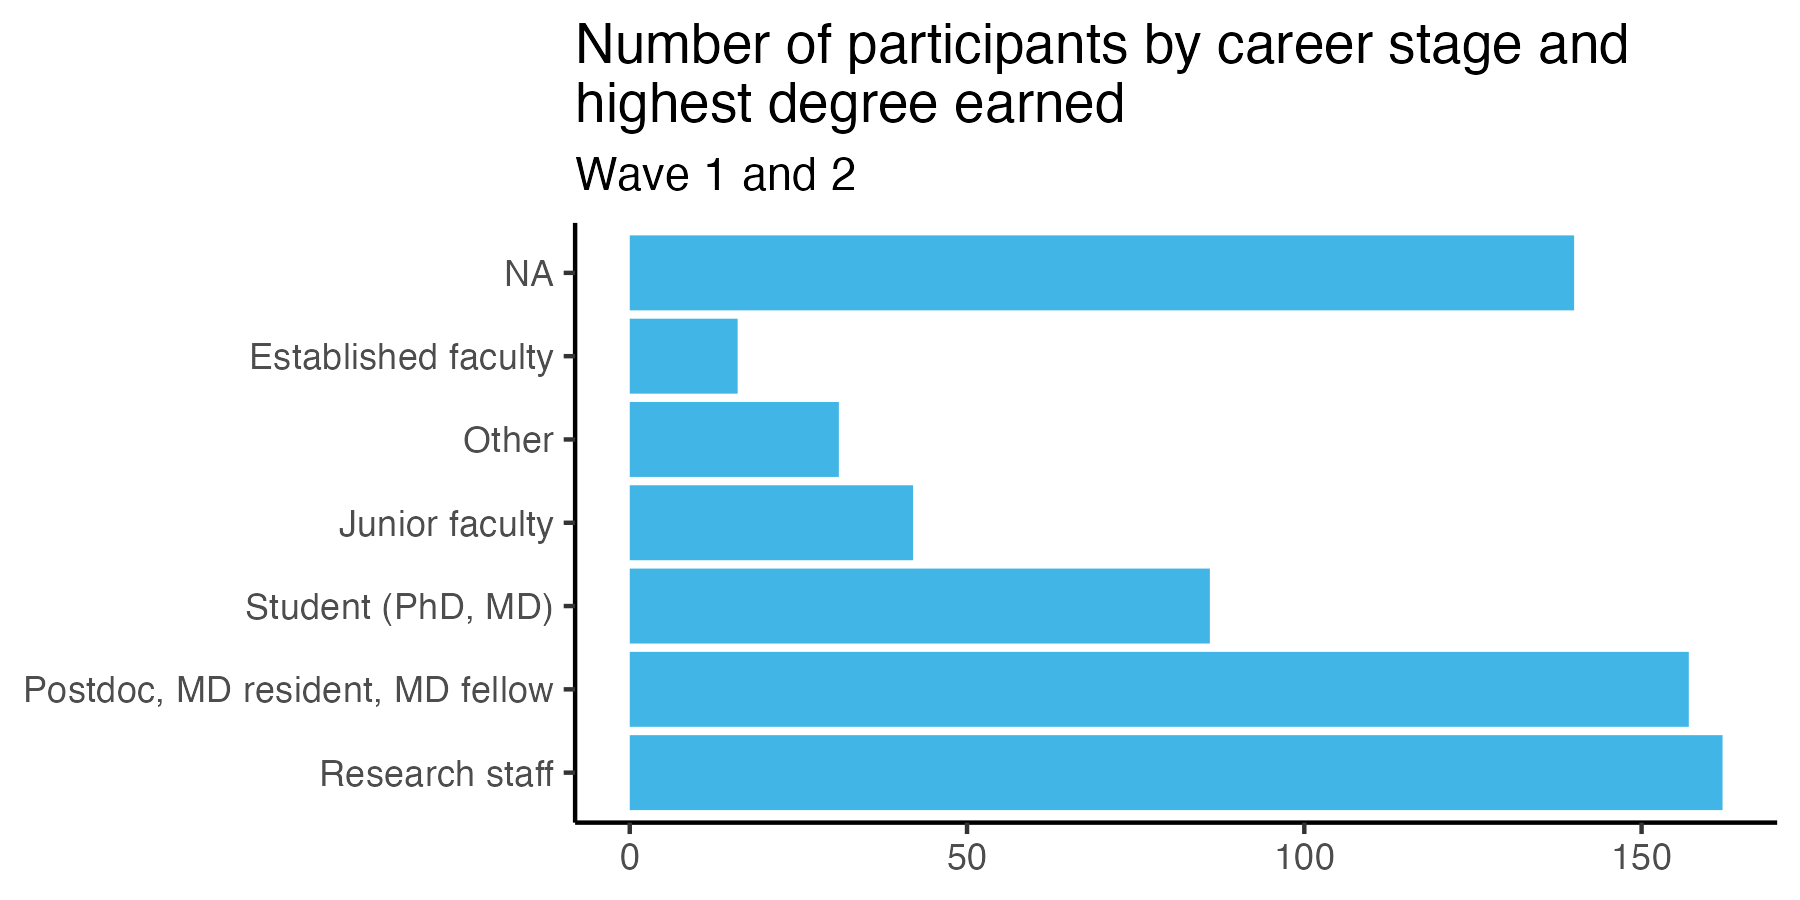 Number of participants by career stage and
highest degree earned
Wave 1 and 2
NA
Established faculty
Other
Junior faculty
Student (PhD, MD)
Postdoc, MD resident, MD fellow
Research staff
0 50 100 150